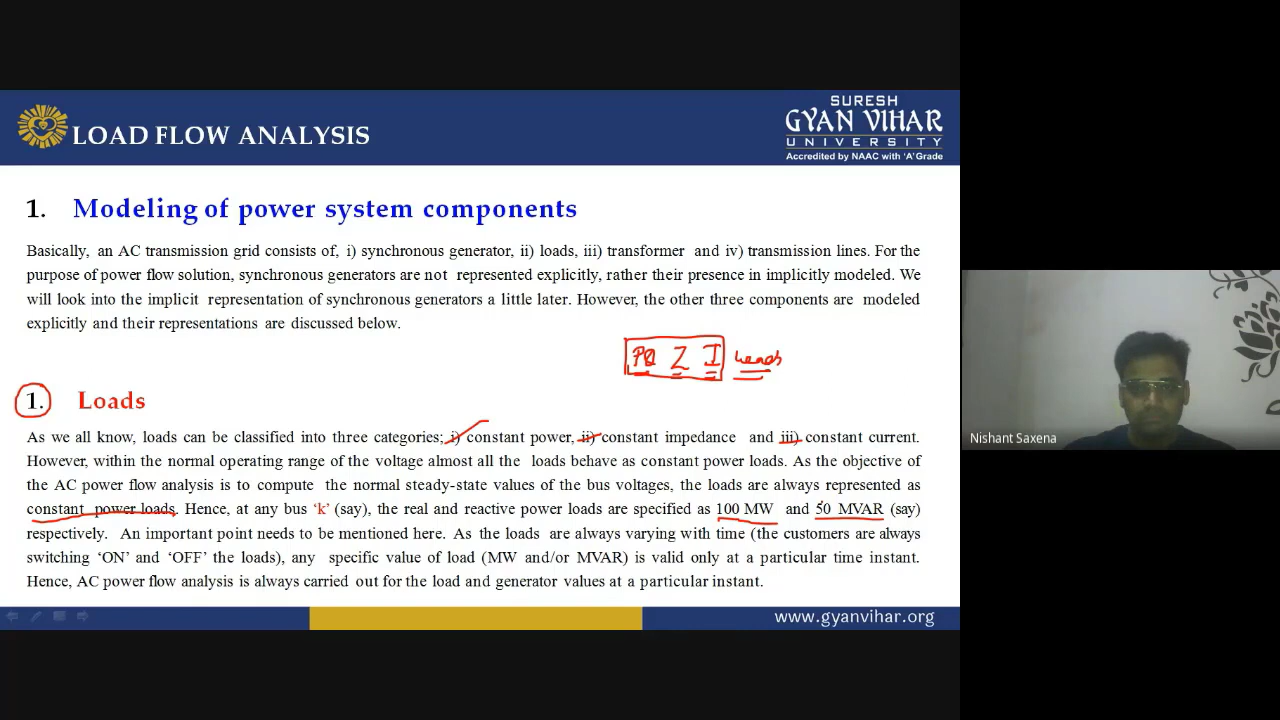 LOAD FLOW ANALYSIS
SURESH
GYAN VIHAR
UNIVERSITY
Accredited by NAAC with 'A' Grade
1. Modeling of power system components
Basically, an AC transmission grid consists of, i) synchronous generator, ii) loads, iii) transformer and iv) transmission lines. For the
purpose of power flow solution, synchronous generators are not represented explicitly, rather their presence in implicitly modeled. We
will look into the implicit representation of synchronous generators a little later. However, the other three components are modeled
explicitly and their representations are discussed below.
PQ Z I loads
1. Loads
As we all know, loads can be classified into three categories; i) constant power, ii) constant impedance and iii) constant current.
However, within the normal operating range of the voltage almost all the loads behave as constant power loads. As the objective of
the AC power flow analysis is to compute the normal steady-state values of the bus voltages, the loads are always represented as
constant power loads. Hence, at any bus ‘k’ (say), the real and reactive power loads are specified as 100 MW and 50 MVAR (say)
respectively. An important point needs to be mentioned here. As the loads are always varying with time (the customers are always
switching ‘ON’ and ‘OFF’ the loads), any specific value of load (MW and/or MVAR) is valid only at a particular time instant.
Hence, AC power flow analysis is always carried out for the load and generator values at a particular instant.
www.gyanvihar.org
Nishant Saxena